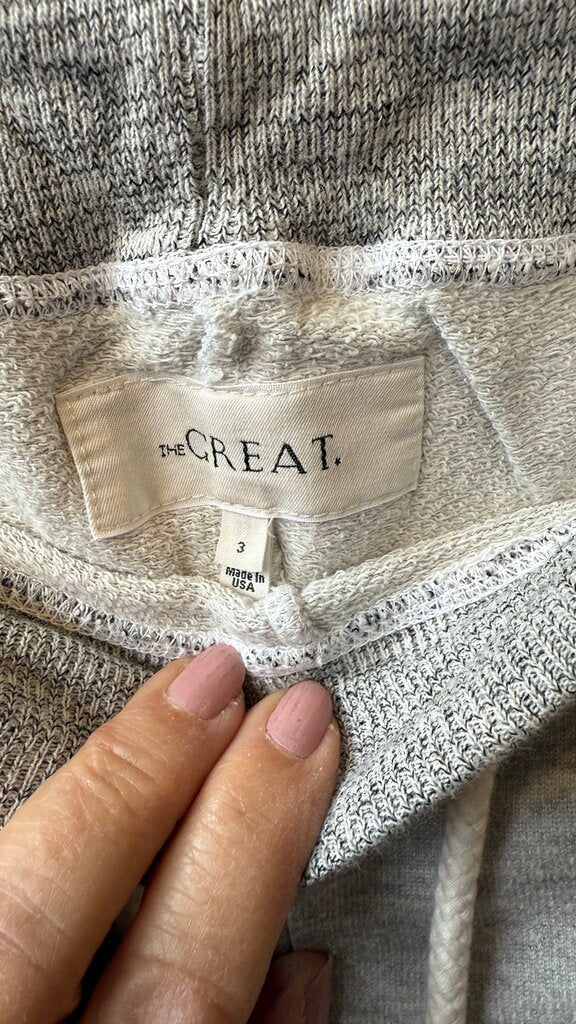 THE GREAT.
3
Made In
USA